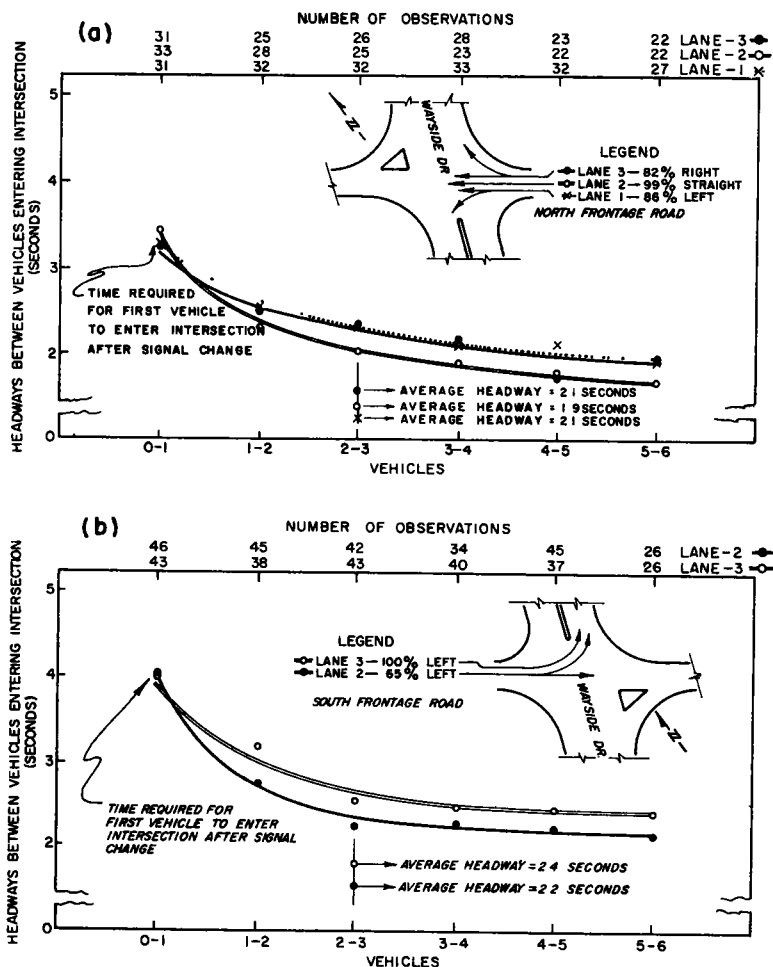 (a)
NUMBER OF OBSERVATIONS
31 25 26 28 23 22 LANE-3
33 28 25 23 22 22 LANE-2
31 32 32 33 32 27 LANE-1
HEADWAYS BETWEEN VEHICLES ENTERING INTERSECTION
(SECONDS)
5
4
3
2
0
WAYSIDE DR.
N
LEGEND
LANE 3—82% RIGHT
LANE 2—99% STRAIGHT
LANE 1—86% LEFT
NORTH FRONTAGE ROAD
TIME REQUIRED
FOR FIRST VEHICLE
TO ENTER INTERSECTION
AFTER SIGNAL CHANGE
AVERAGE HEADWAY = 2.1 SECONDS
AVERAGE HEADWAY = 1.9 SECONDS
AVERAGE HEADWAY = 2.1 SECONDS
0-1 1-2 2-3 3-4 4-5 5-6
VEHICLES
(b)
NUMBER OF OBSERVATIONS
46 45 42 34 45 26 LANE-2
43 38 43 40 37 26 LANE-3
HEADWAYS BETWEEN VEHICLES ENTERING INTERSECTION
(SECONDS)
5
4
3
2
0
LEGEND
LANE 3—100% LEFT
LANE 2—65% LEFT
SOUTH FRONTAGE ROAD
WAYSIDE DR.
N
TIME REQUIRED FOR
FIRST VEHICLE TO ENTER
INTERSECTION AFTER SIGNAL
CHANGE
AVERAGE HEADWAY = 2.4 SECONDS
AVERAGE HEADWAY = 2.2 SECONDS
0-1 1-2 2-3 3-4 4-5 5-6
VEHICLES